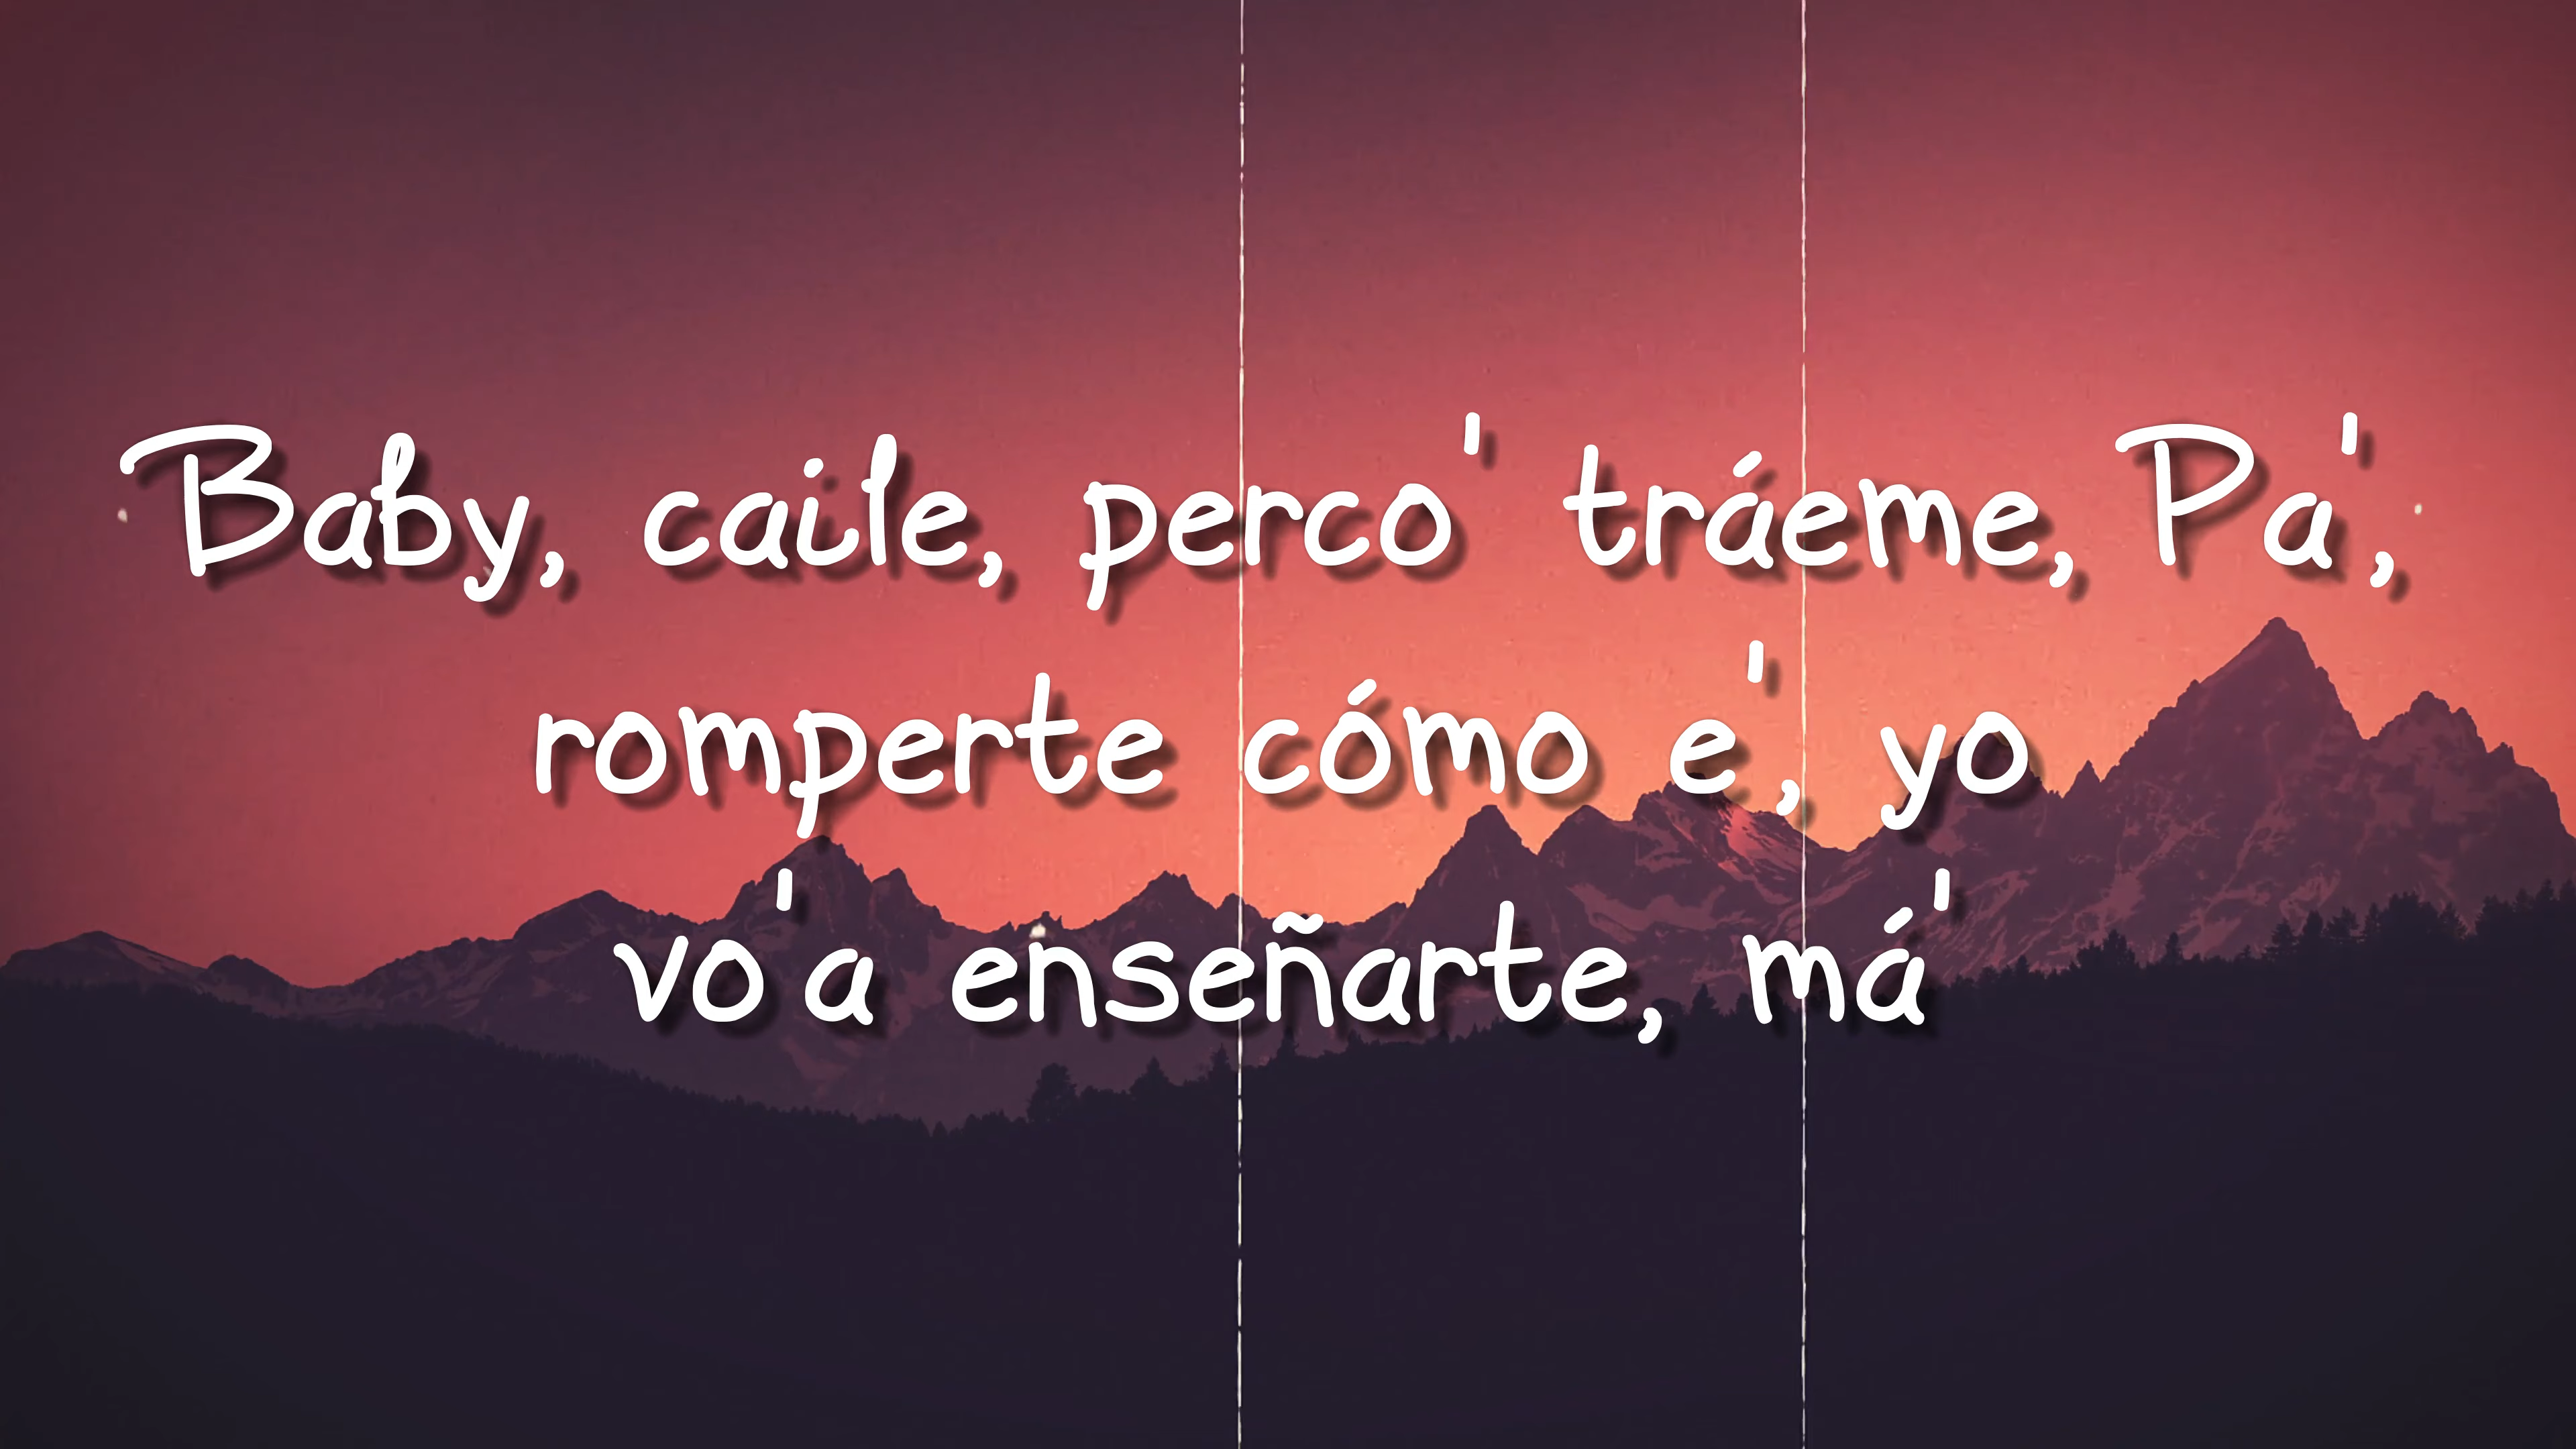 Baby, caile, perco' tráeme, Pa',
romperte cómo e', yo
vo'a enseñarte, má'